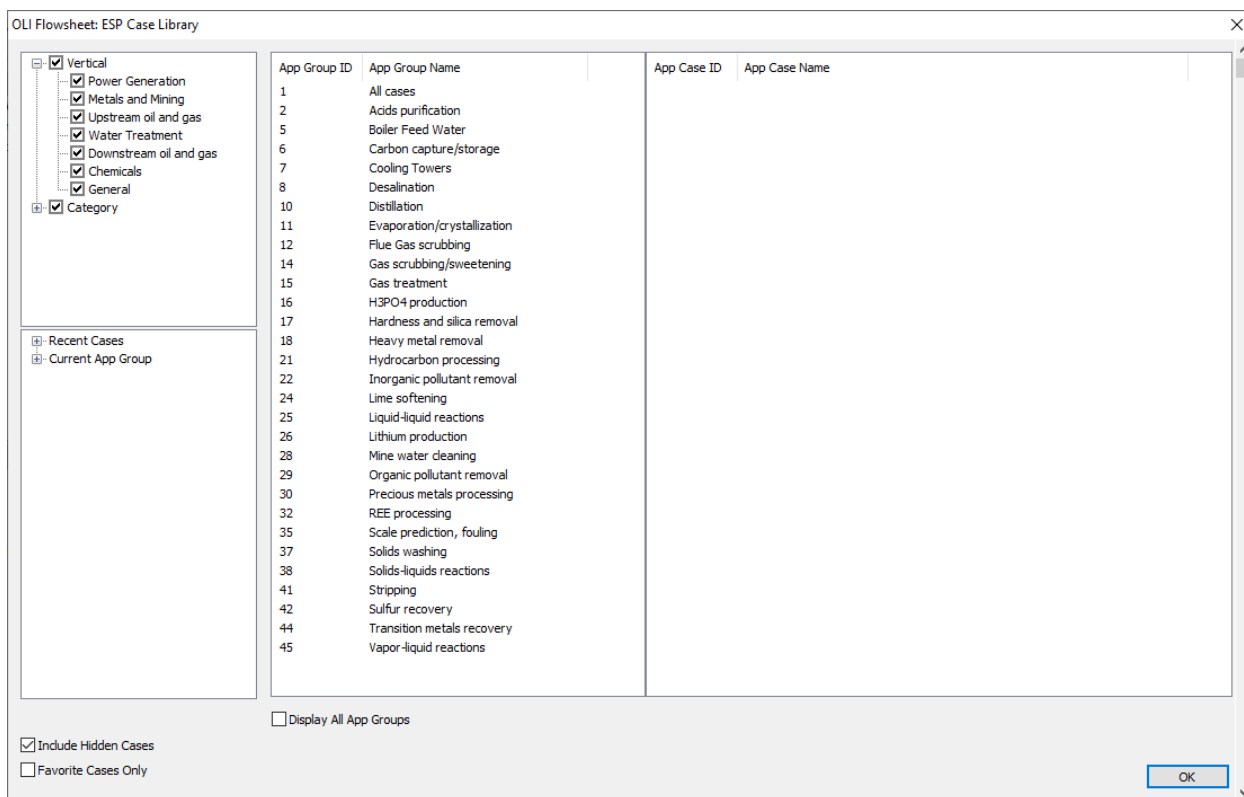 OLI Flowsheet: ESP Case Library
Vertical
Power Generation
Metals and Mining
Upstream oil and gas
Water Treatment
Downstream oil and gas
Chemicals
General
Category
Recent Cases
Current App Group
App Group ID App Group Name
1 All cases
2 Acids purification
5 Boiler Feed Water
6 Carbon capture/storage
7 Cooling Towers
8 Desalination
10 Distillation
11 Evaporation/crystallization
12 Flue Gas scrubbing
14 Gas scrubbing/sweetening
15 Gas treatment
16 H3PO4 production
17 Hardness and silica removal
18 Heavy metal removal
21 Hydrocarbon processing
22 Inorganic pollutant removal
24 Lime softening
25 Liquid-liquid reactions
26 Lithium production
28 Mine water cleaning
29 Organic pollutant removal
30 Precious metals processing
32 REE processing
35 Scale prediction, fouling
37 Solids washing
38 Solids-liquids reactions
41 Stripping
42 Sulfur recovery
44 Transition metals recovery
45 Vapor-liquid reactions
App Case ID App Case Name
Display All App Groups
Include Hidden Cases
Favorite Cases Only
OK